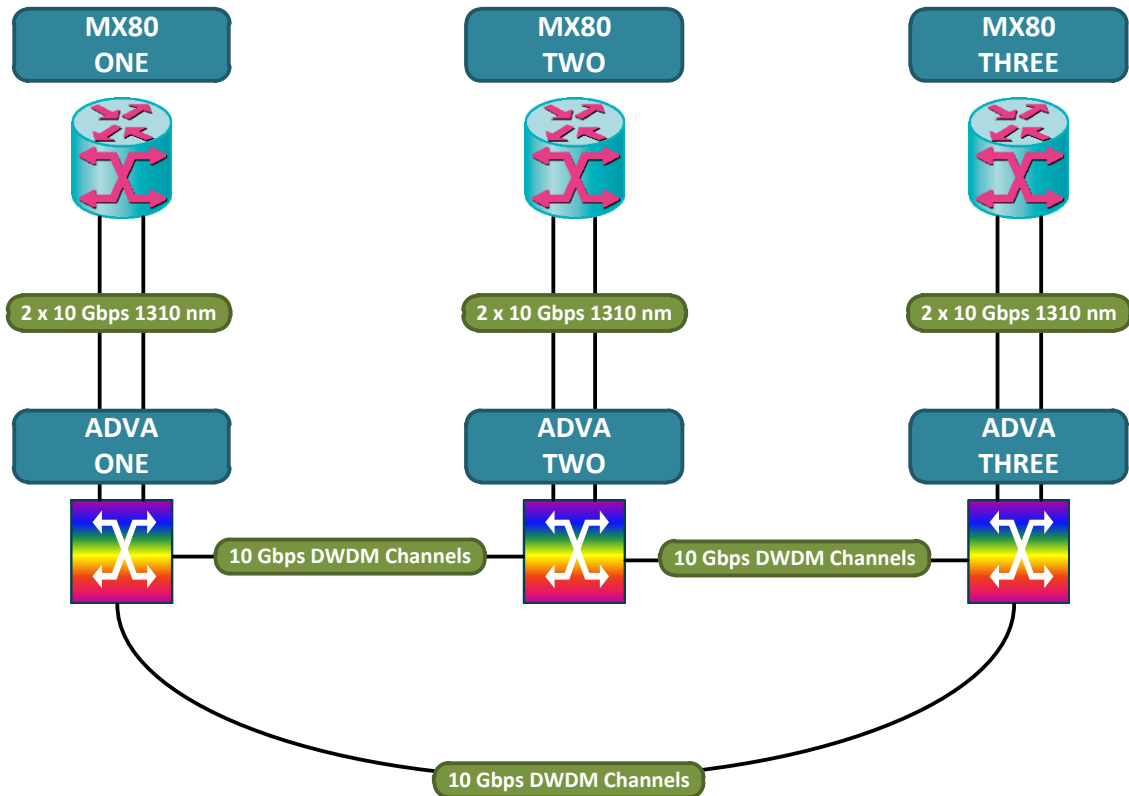 MX80
ONE
MX80
TWO
MX80
THREE
2 x 10 Gbps 1310 nm
2 x 10 Gbps 1310 nm
2 x 10 Gbps 1310 nm
ADVA
ONE
ADVA
TWO
ADVA
THREE
10 Gbps DWDM Channels
10 Gbps DWDM Channels
10 Gbps DWDM Channels